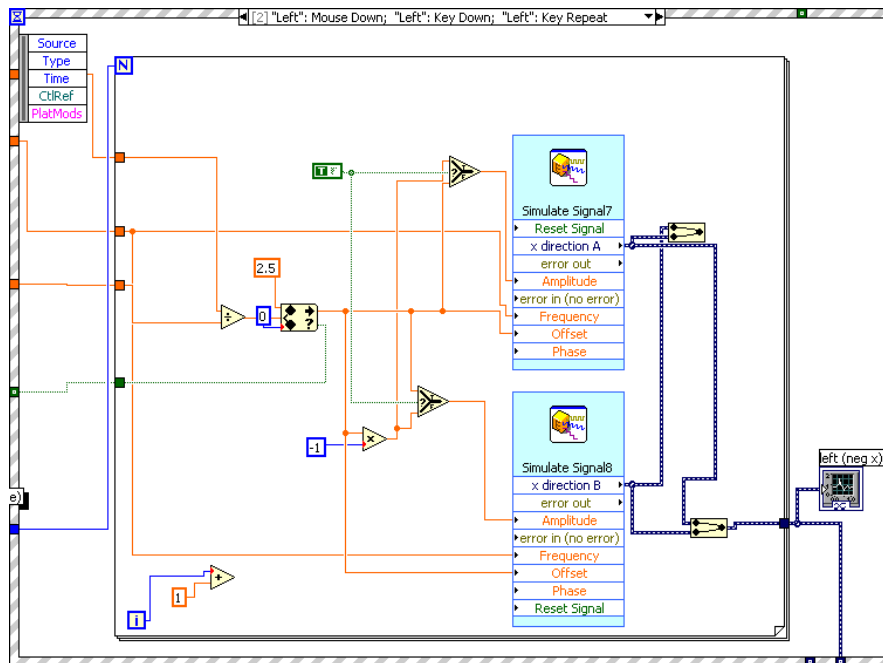 [2] "Left": Mouse Down; "Left": Key Down; "Left": Key Repeat
Source
Type
Time
CtlRef
PlatMods
N
T
2.5
0
÷
-1
×
?
T
F
Simulate Signal7
Reset Signal
x direction A
error out
Amplitude
error in (no error)
Frequency
Offset
Phase
Simulate Signal8
x direction B
error out
Amplitude
error in (no error)
Frequency
Offset
Phase
Reset Signal
left (neg x)
e)
+
1
i